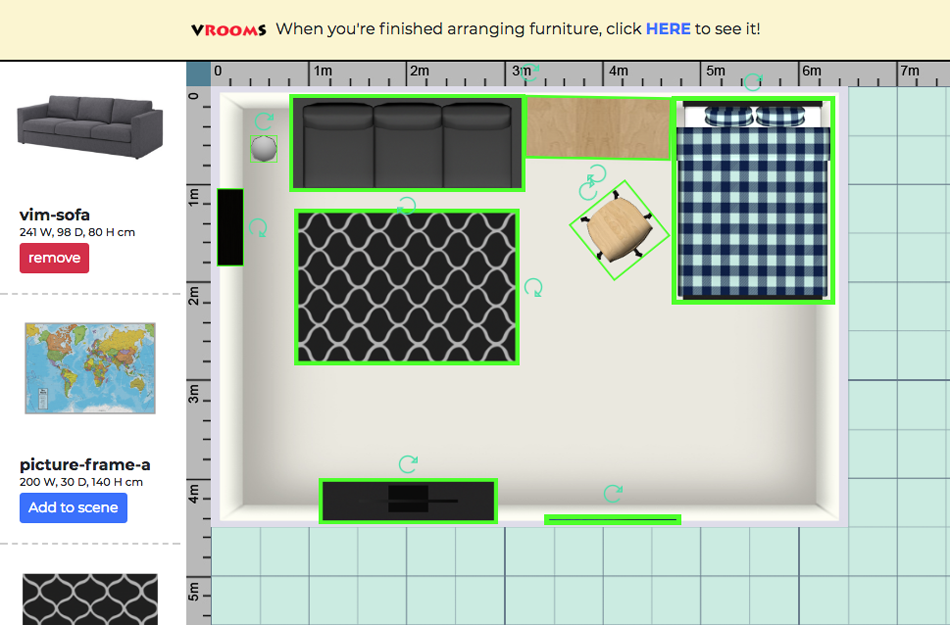 VROOMS When you're finished arranging furniture, click HERE to see it!
0 1m 2m 3m 4m 5m 6m 7m
0
1m
2m
3m
4m
5m
vim-sofa
241 W, 98 D, 80 H cm
remove
picture-frame-a
200 W, 30 D, 140 H cm
Add to scene